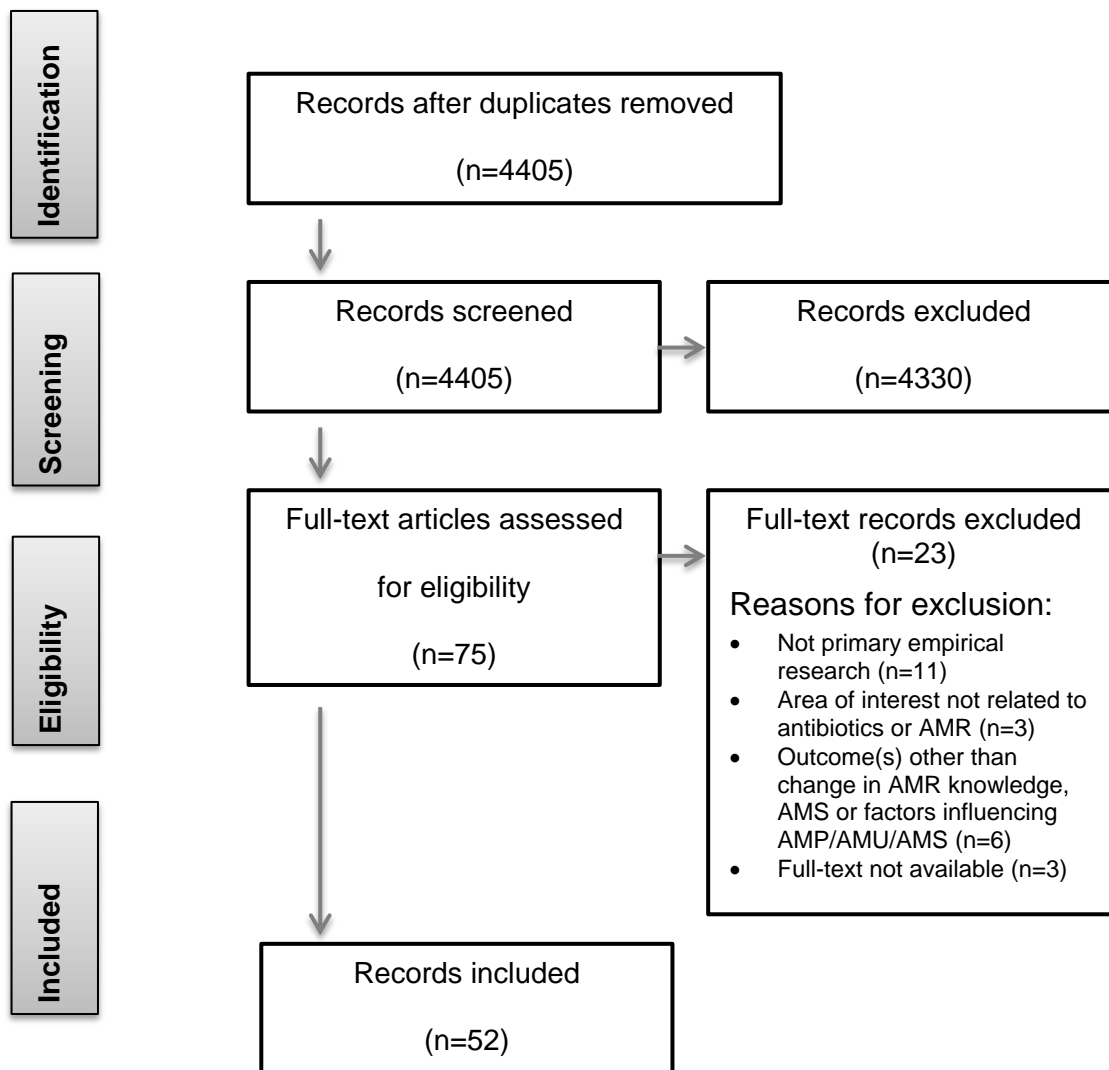 Identification
Records after duplicates removed
(n=4405)
Screening
Records screened
(n=4405)
Records excluded
(n=4330)
Eligibility
Full-text articles assessed
for eligibility
(n=75)
Full-text records excluded
(n=23)
Reasons for exclusion:
• Not primary empirical
research (n=11)
• Area of interest not related to
antibiotics or AMR (n=3)
• Outcome(s) other than
change in AMR knowledge,
AMS or factors influencing
AMP/AMU/AMS (n=6)
• Full-text not available (n=3)
Included
Records included
(n=52)